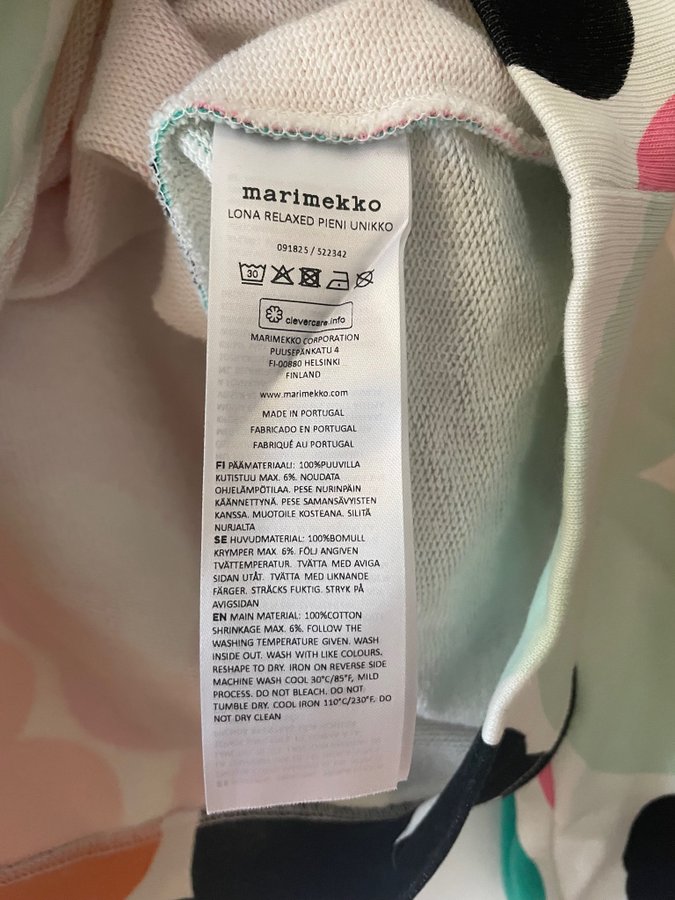 marimekko
LONA RELAXED PIENI UNIKKO
091825 / 522342
30
clevercare.info
MARIMEKKO CORPORATION
PUUSEPÄNKATU 4
FI-00880 HELSINKI
FINLAND
www.marimekko.com
MADE IN PORTUGAL
FABRICADO EN PORTUGAL
FABRIQUÉ AU PORTUGAL
FI PÄÄMATERIAALI: 100%PUUVILLA
KUTISTUU MAX. 6%. NOUDATA
OHJELÄMPÖTILAA. PESE NURINPÄIN
KÄÄNNETTYNÄ. PESE SAMANSÄVYISTEN
KANSSA. MUOTOILE KOSTEANA. SILITÄ
NURJALTA
SE HUVUDMATERIAL: 100%BOMULL
KRYMPER MAX. 6%. FÖLJ ANGIVEN
TVÄTTEMPERATUR. TVÄTTA MED AVIGA
SIDAN UTÅT. TVÄTTA MED LIKNANDE
FÄRGER. STRÄCKS FUKTIG. STRYK PÅ
AVIGSIDAN
EN MAIN MATERIAL: 100%COTTON
SHRINKAGE MAX. 6%. FOLLOW THE
WASHING TEMPERATURE GIVEN. WASH
INSIDE OUT. WASH WITH LIKE COLOURS.
RESHAPE TO DRY. IRON ON REVERSE SIDE
MACHINE WASH COOL 30°C/85°F, MILD
PROCESS. DO NOT BLEACH. DO NOT
TUMBLE DRY. COOL IRON 110°C/230°F. DO
NOT DRY CLEAN